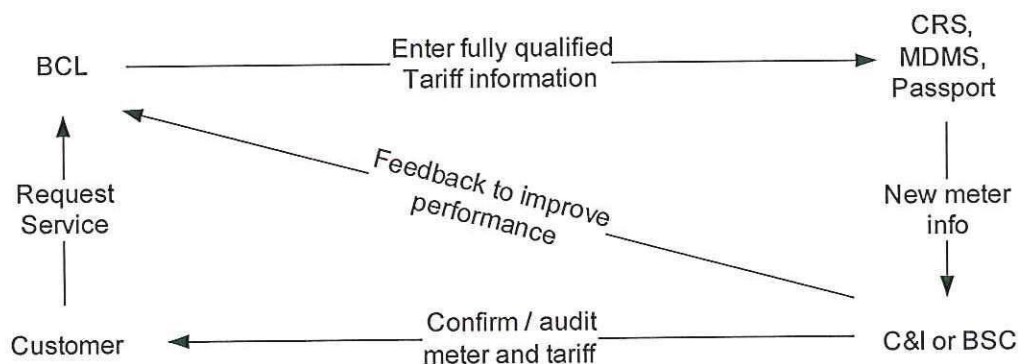 BCL
Enter fully qualified
Tariff information
CRS,
MDMS,
Passport
Request
Service
Feedback to improve
performance
New meter
info
Customer
Confirm / audit
meter and tariff
C&I or BSC